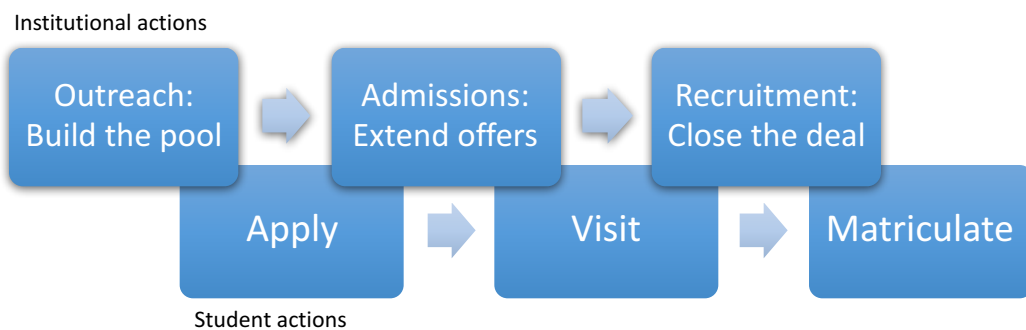 Institutional actions
Outreach:
Build the pool
Admissions:
Extend offers
Recruitment:
Close the deal
Apply
Visit
Matriculate
Student actions